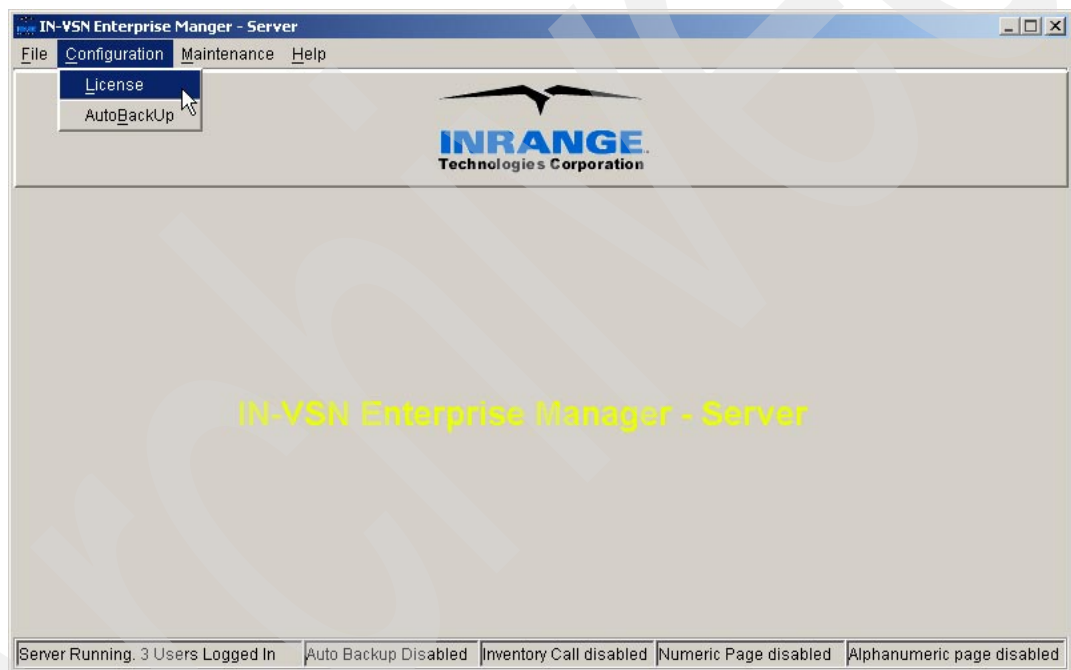 IN-VSN Enterprise Manger - Server
File Configuration Maintenance Help
License
AutoBackUp
INRANGE.
Technologies Corporation
IN-VSN Enterprise Manager - Server
Server Running. 3 Users Logged In Auto Backup Disabled Inventory Call disabled Numeric Page disabled Alphanumeric page disabled